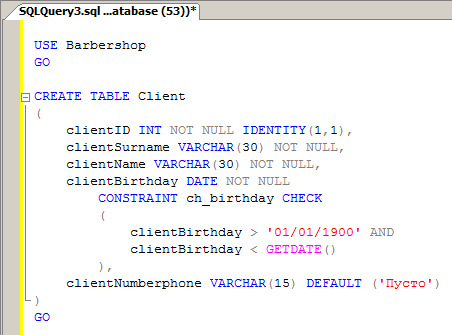 SQLQuery3.sql ...atabase (53))*
USE Barbershop
GO
CREATE TABLE Client
(
clientID INT NOT NULL IDENTITY(1,1),
clientSurname VARCHAR(30) NOT NULL,
clientName VARCHAR(30) NOT NULL,
clientBirthday DATE NOT NULL
CONSTRAINT ch_birthday CHECK
(
clientBirthday > '01/01/1900' AND
clientBirthday < GETDATE()
),
clientNumberphone VARCHAR(15) DEFAULT ('Пусто')
)
GO